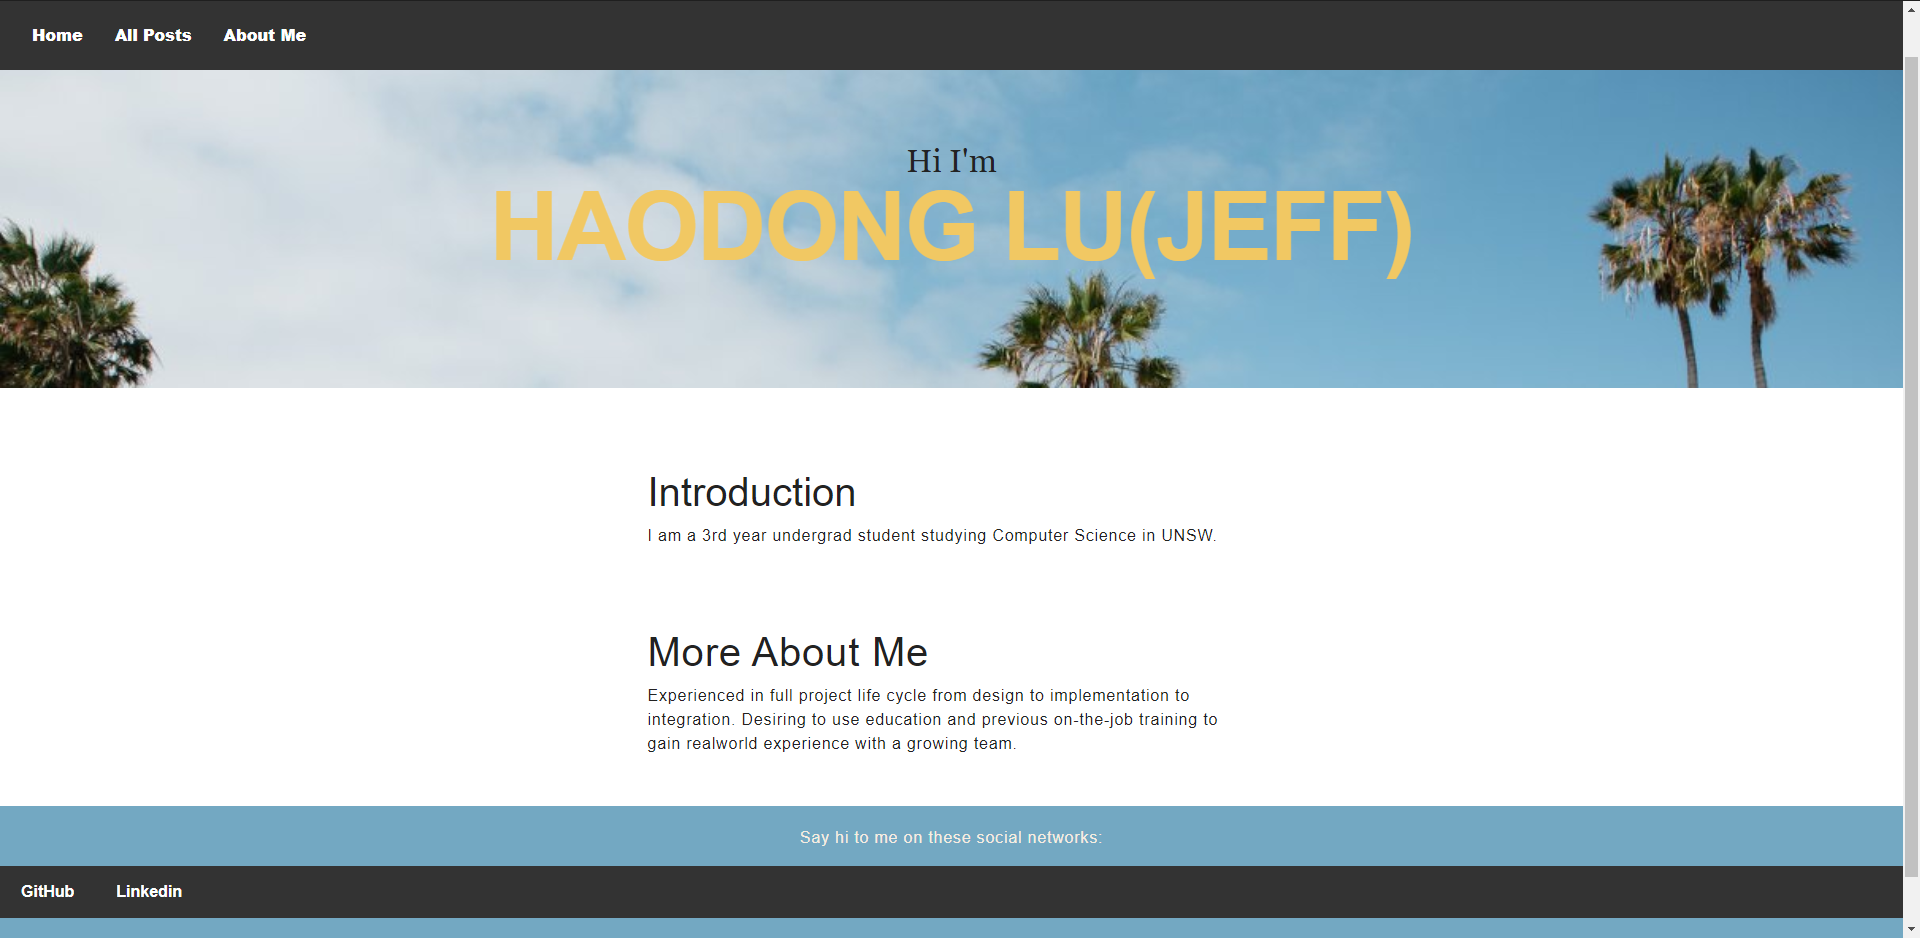 Home All Posts About Me
Hi I'm
HAODONG LU(JEFF)
Introduction
I am a 3rd year undergrad student studying Computer Science in UNSW.
More About Me
Experienced in full project life cycle from design to implementation to
integration. Desiring to use education and previous on-the-job training to
gain realworld experience with a growing team.
Say hi to me on these social networks:
GitHub Linkedin